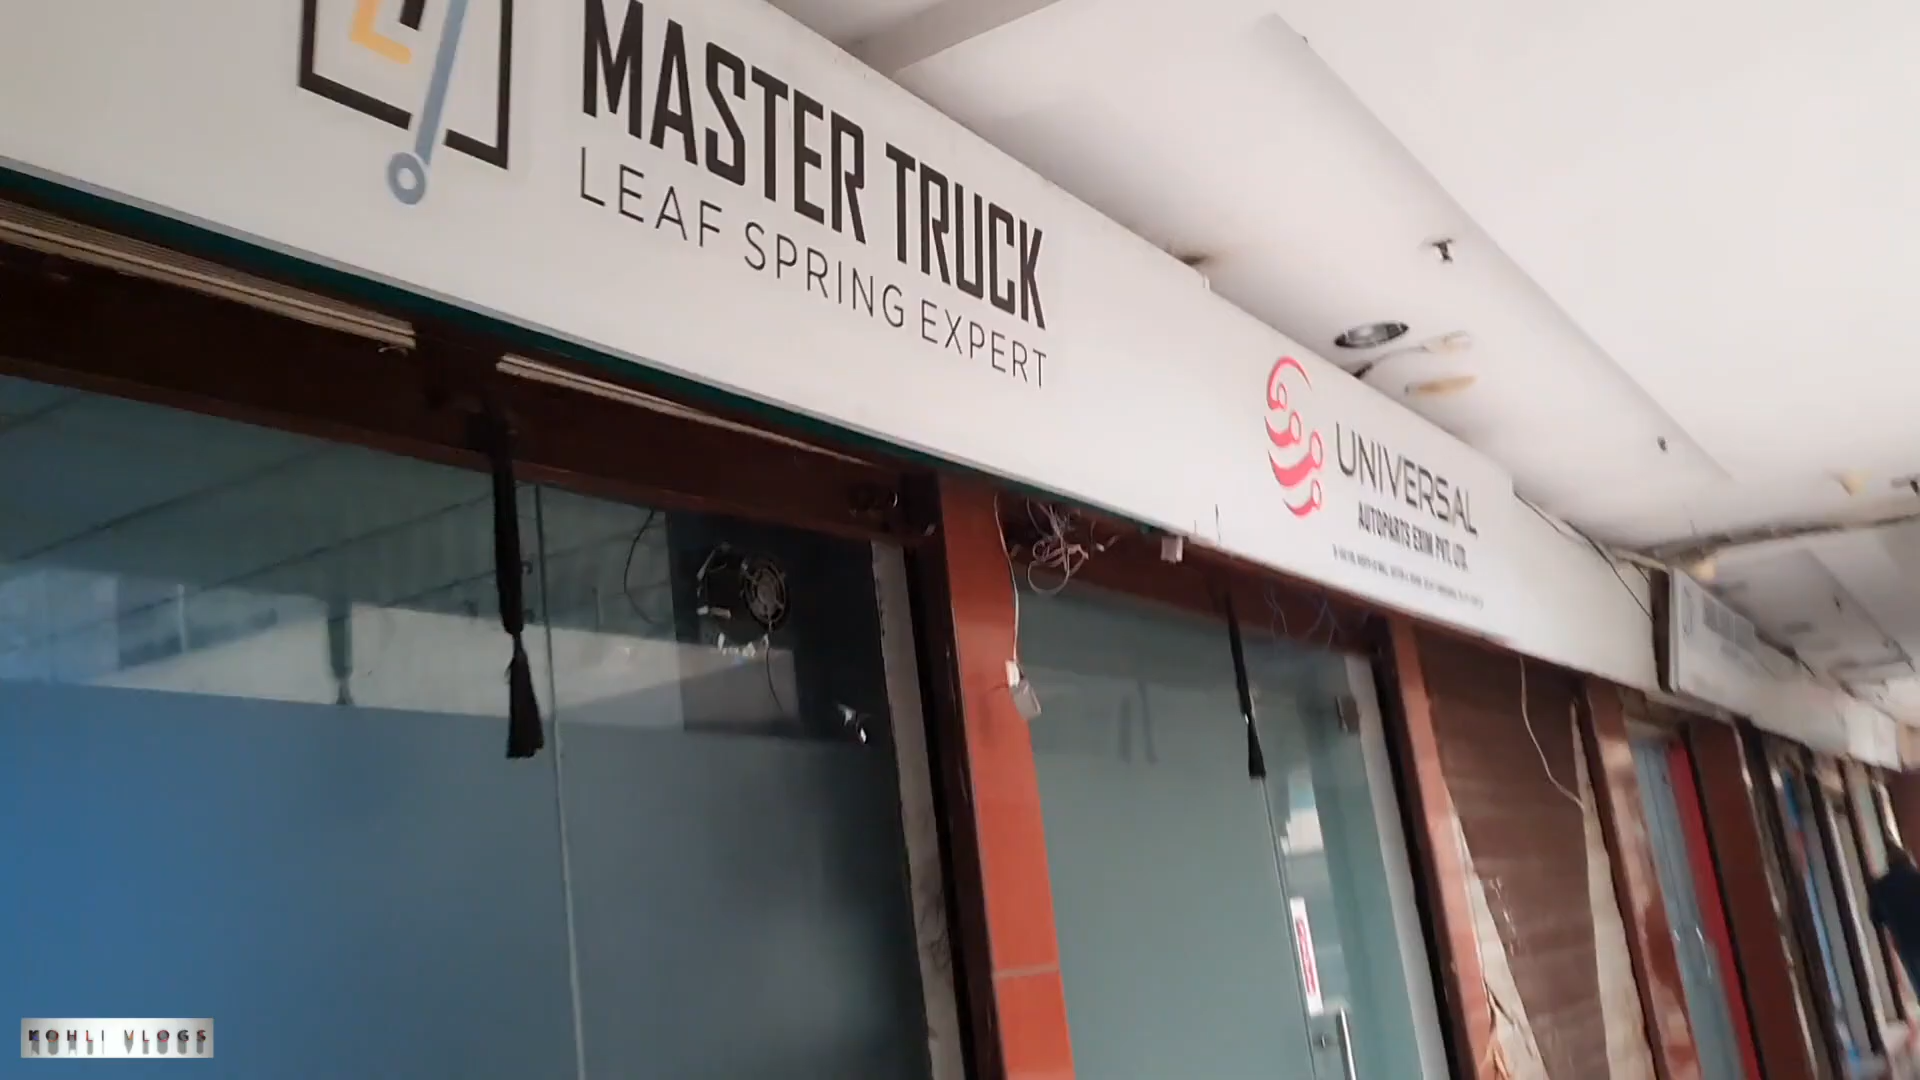 MASTER TRUCK
LEAF SPRING EXPERT
UNIVERSAL
AUTOPARTS EXIM PVT. LTD.
KOHLI VLOGS